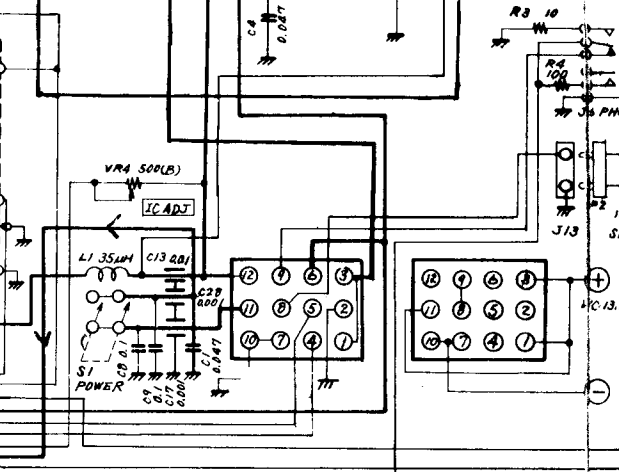 R3 10
C4
0.047
R4
100
J6 PH
VR4 500(B)
IC ADJ
J13
L1 35μH
C13 0.01
C28
0.001
12 9 6 3
11 8 5 2
10 7 4 1
12 9 6 3
11 8 5 2
10 7 4 1
+
-
S1
POWER
C8 0.1
C9
0.1
C17
0.001
C1
0.047